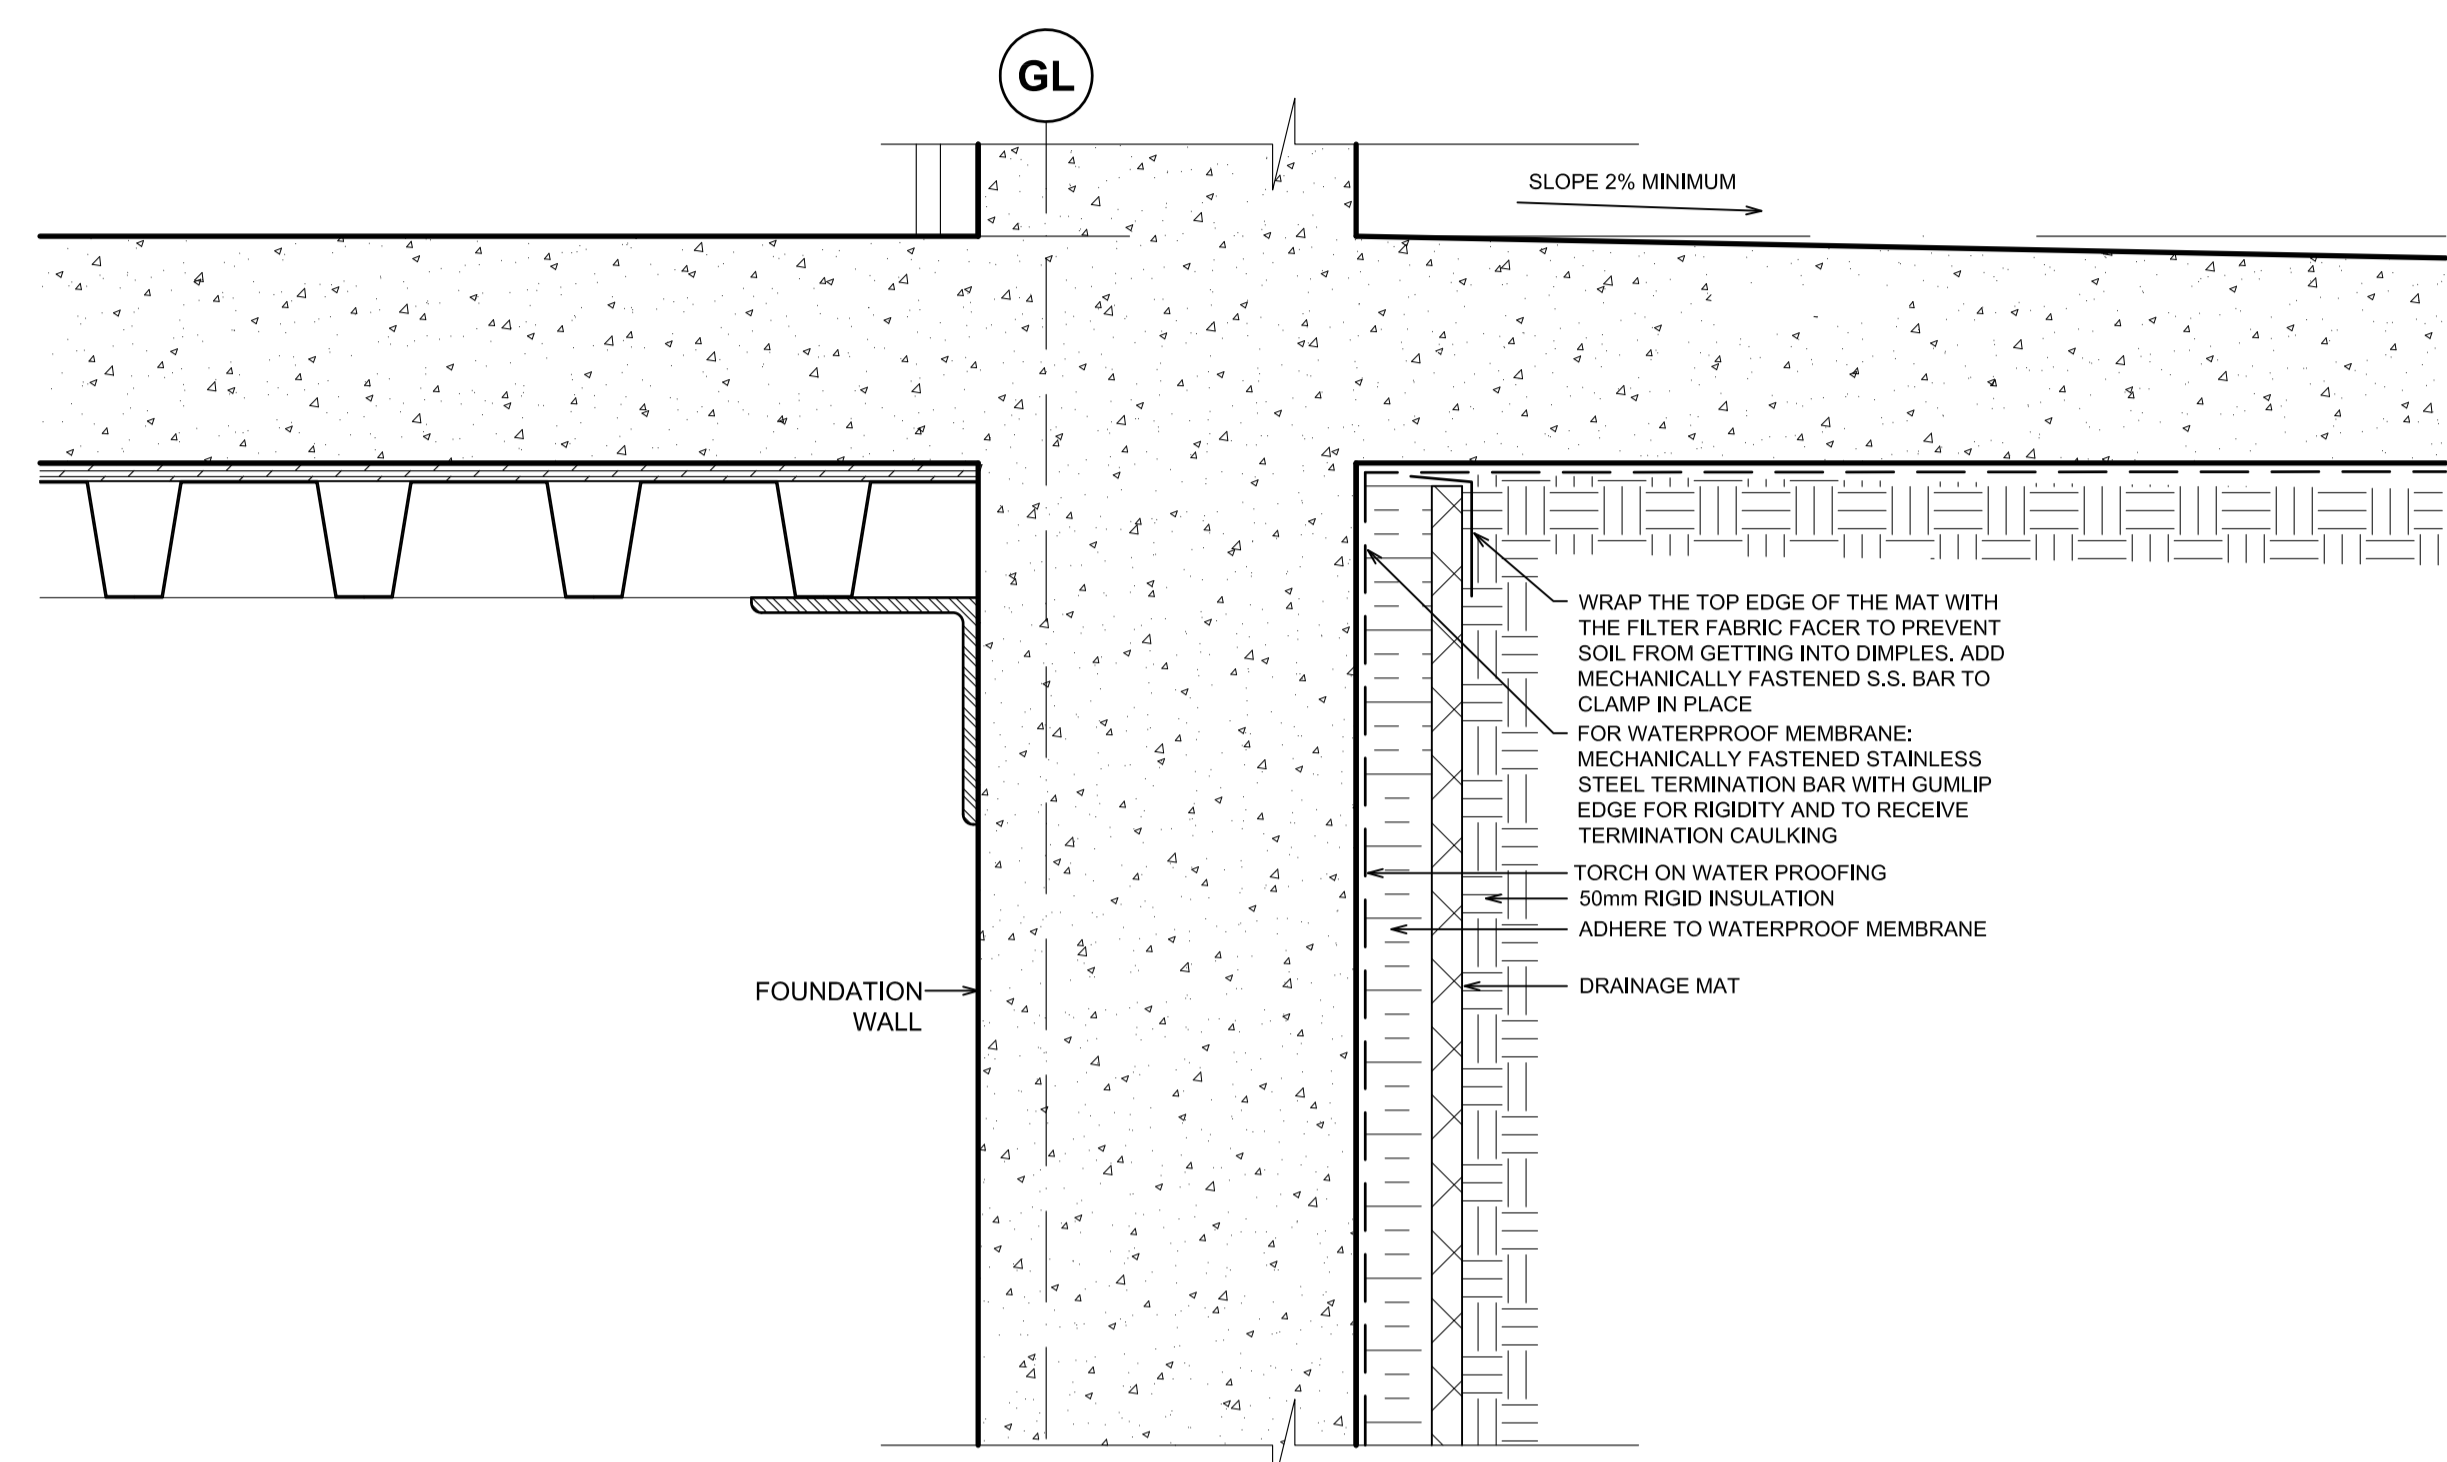 GL
SLOPE 2% MINIMUM
WRAP THE TOP EDGE OF THE MAT WITH
THE FILTER FABRIC FACER TO PREVENT
SOIL FROM GETTING INTO DIMPLES. ADD
MECHANICALLY FASTENED S.S. BAR TO
CLAMP IN PLACE
FOR WATERPROOF MEMBRANE:
MECHANICALLY FASTENED STAINLESS
STEEL TERMINATION BAR WITH GUMLIP
EDGE FOR RIGIDITY AND TO RECEIVE
TERMINATION CAULKING
TORCH ON WATER PROOFING
50mm RIGID INSULATION
ADHERE TO WATERPROOF MEMBRANE
DRAINAGE MAT
FOUNDATION
WALL